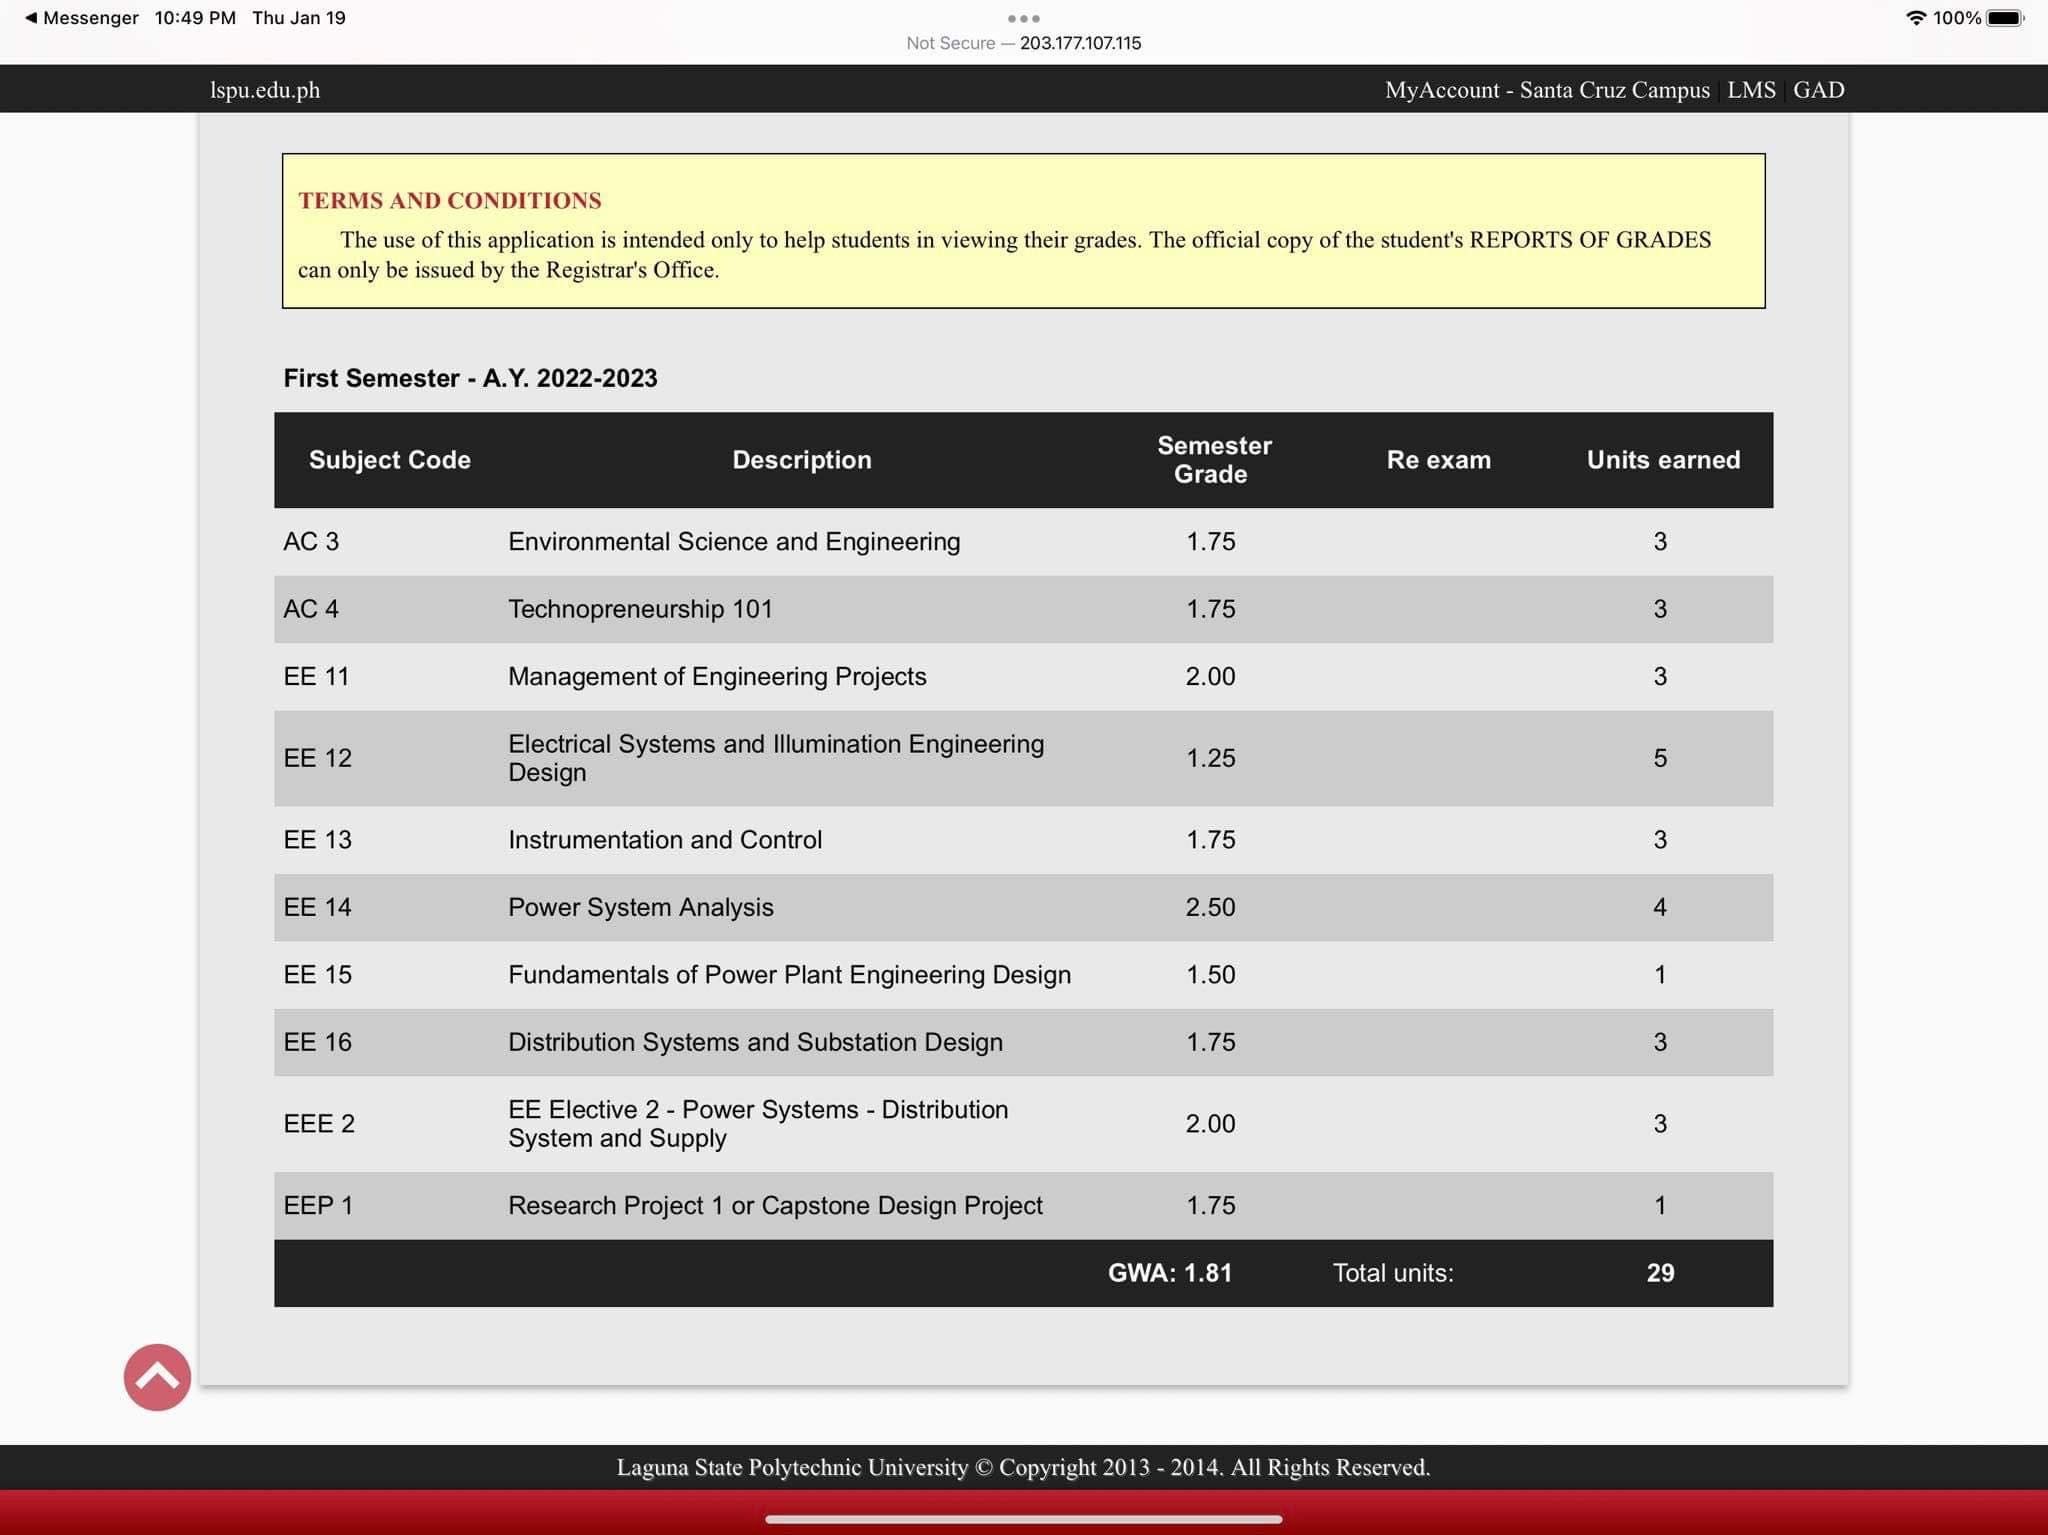 ◀ Messenger 10:49 PM Thu Jan 19 100%
Not Secure — 203.177.107.115
lspu.edu.ph MyAccount - Santa Cruz Campus | LMS | GAD
TERMS AND CONDITIONS
The use of this application is intended only to help students in viewing their grades. The official copy of the student's REPORTS OF GRADES
can only be issued by the Registrar's Office.
First Semester - A.Y. 2022-2023
Subject Code Description Semester Grade Re exam Units earned
AC 3 Environmental Science and Engineering 1.75 3
AC 4 Technopreneurship 101 1.75 3
EE 11 Management of Engineering Projects 2.00 3
EE 12 Electrical Systems and Illumination Engineering Design 1.25 5
EE 13 Instrumentation and Control 1.75 3
EE 14 Power System Analysis 2.50 4
EE 15 Fundamentals of Power Plant Engineering Design 1.50 1
EE 16 Distribution Systems and Substation Design 1.75 3
EEE 2 EE Elective 2 - Power Systems - Distribution System and Supply 2.00 3
EEP 1 Research Project 1 or Capstone Design Project 1.75 1
GWA: 1.81 Total units: 29
Laguna State Polytechnic University © Copyright 2013 - 2014. All Rights Reserved.